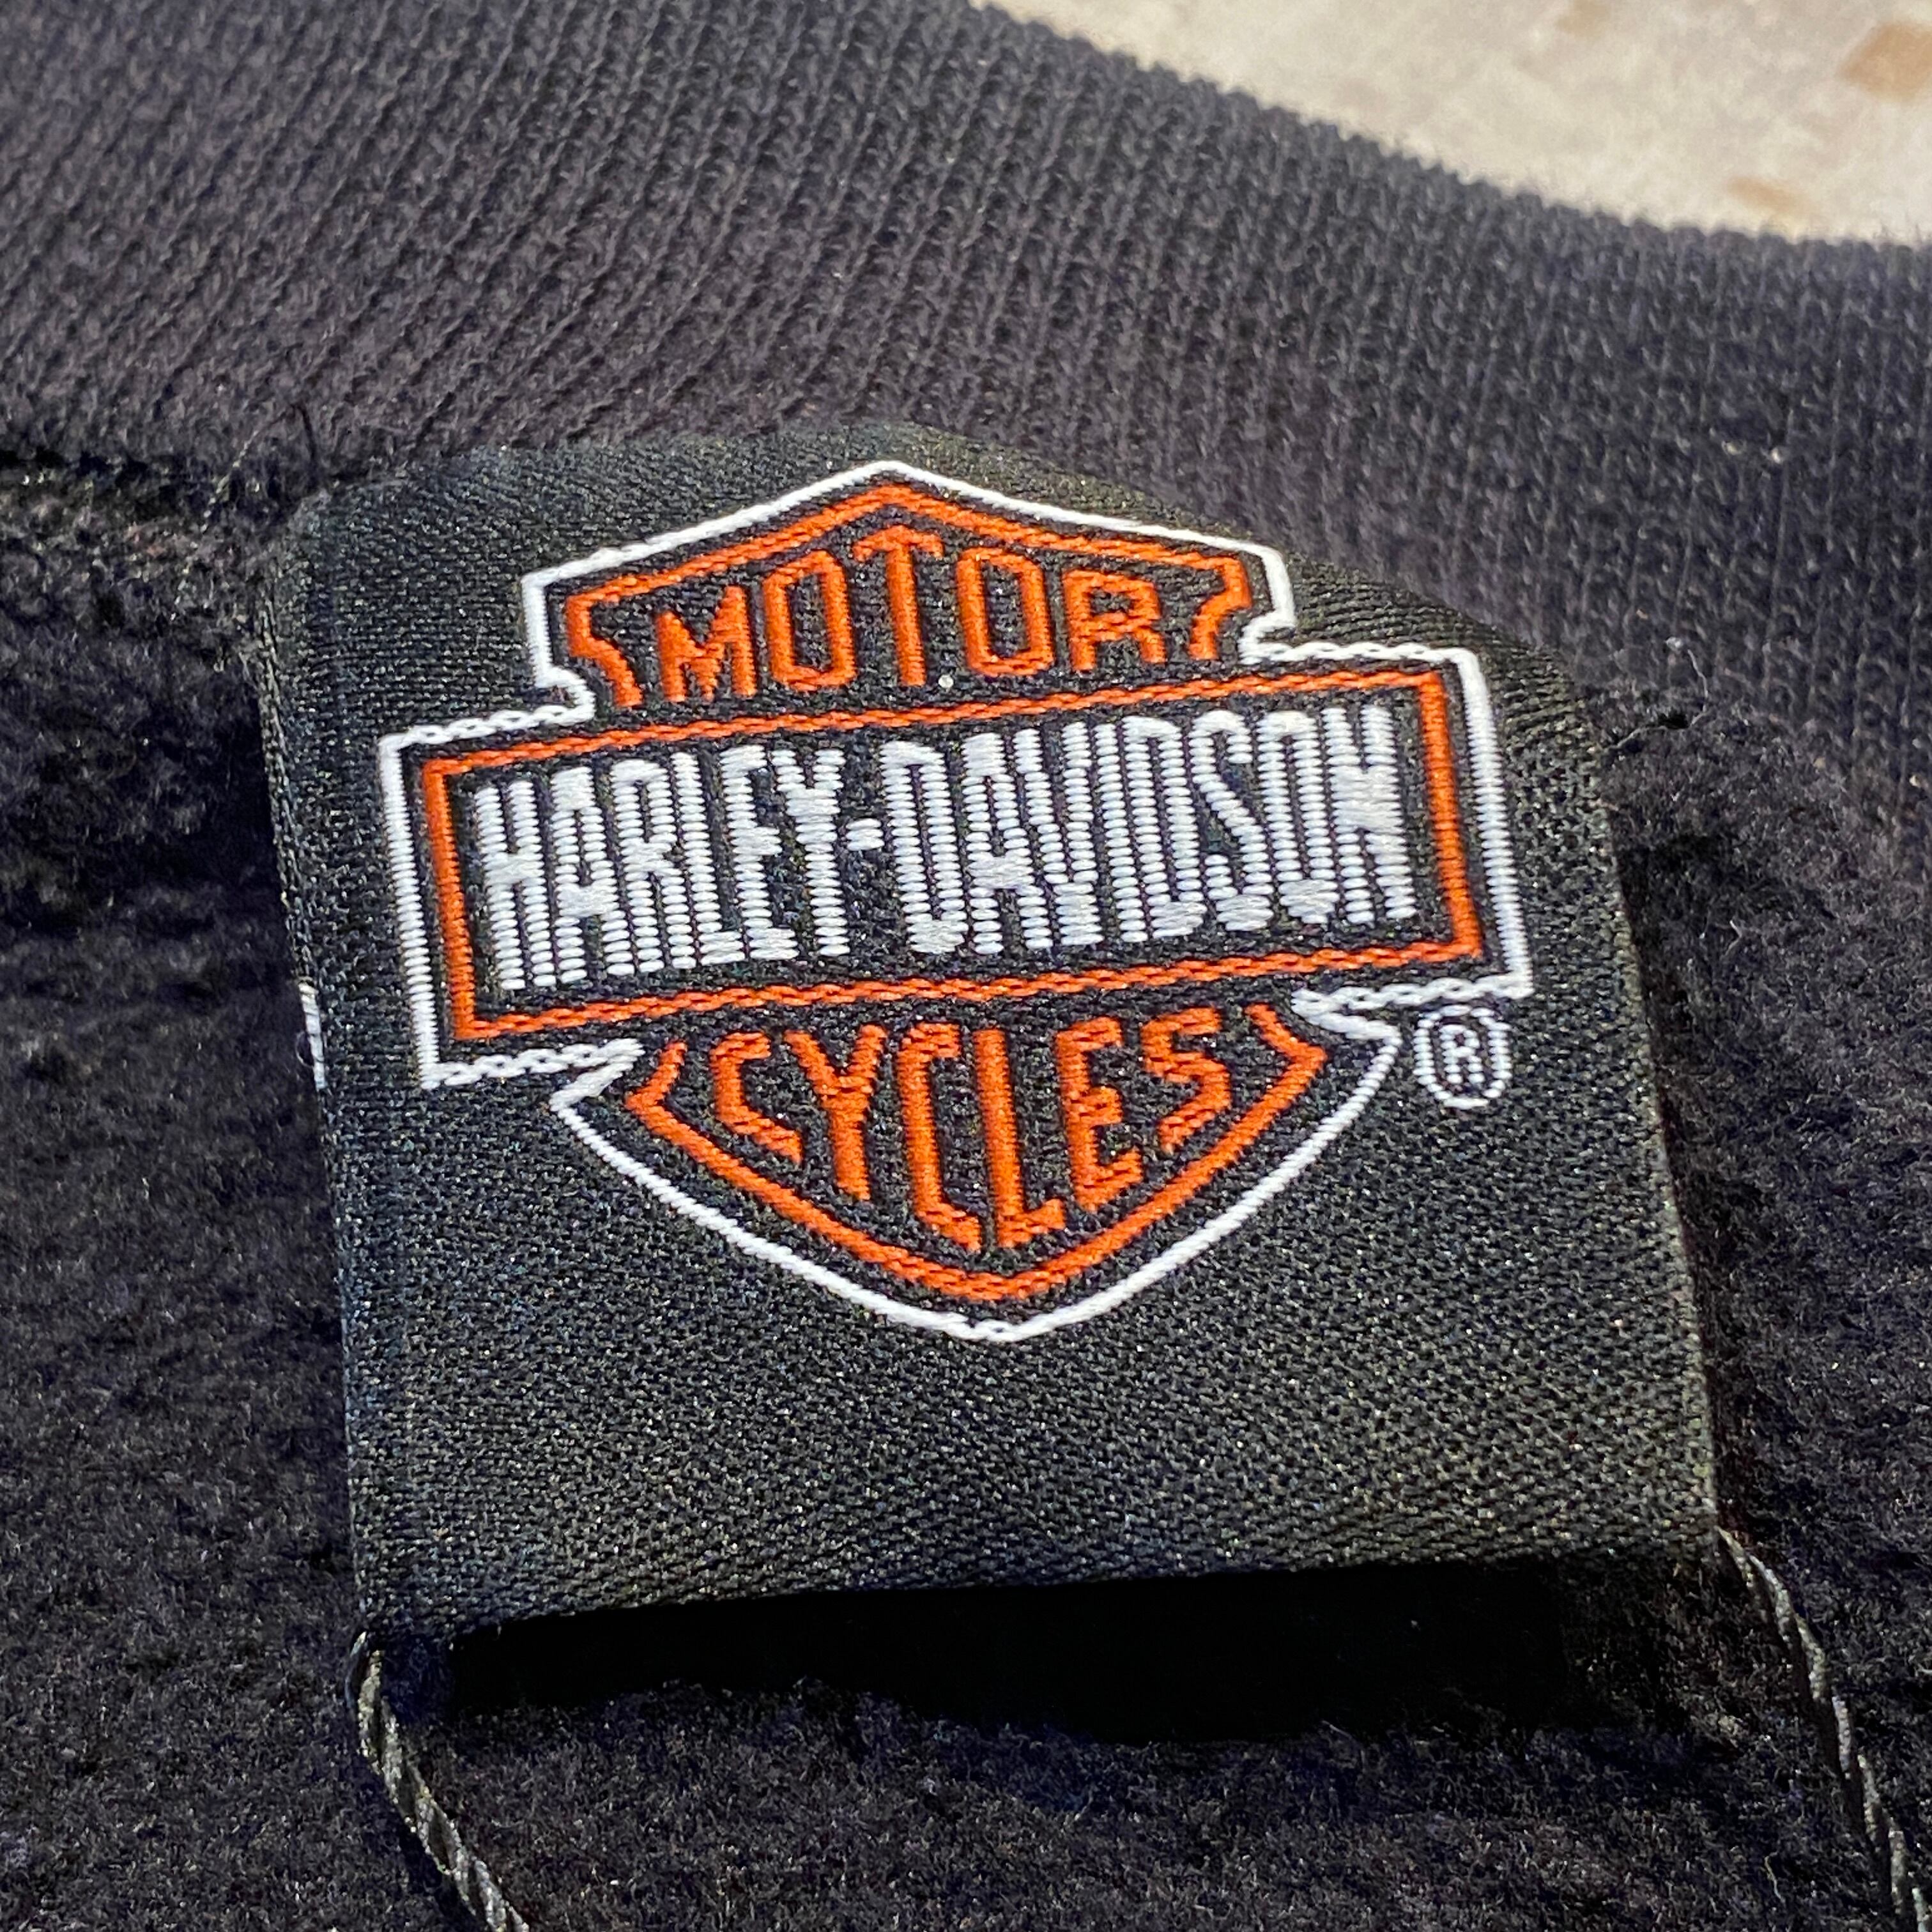 MOTOR
HARLEY-DAVIDSON
CYCLES
®